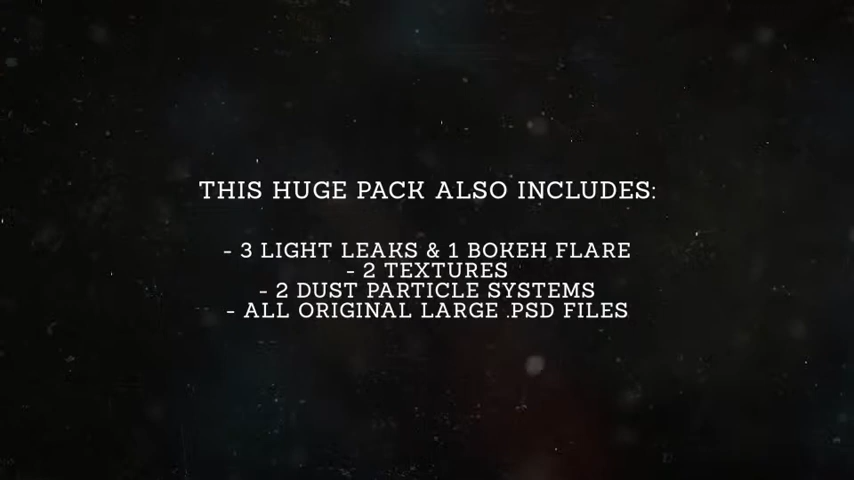 THIS HUGE PACK ALSO INCLUDES:
- 3 LIGHT LEAKS & 1 BOKEH FLARE
- 2 TEXTURES
- 2 DUST PARTICLE SYSTEMS
- ALL ORIGINAL LARGE .PSD FILES